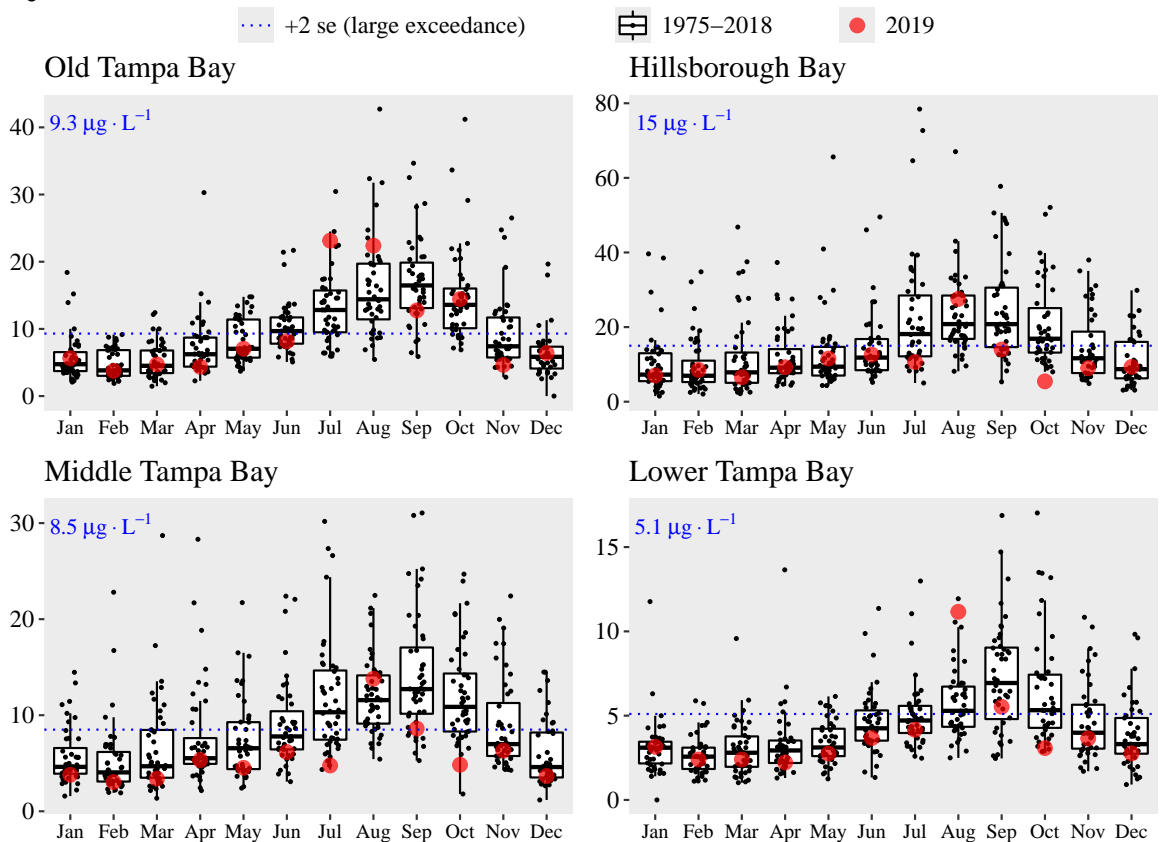 +2 se (large exceedance) 1975–2018 2019
Old Tampa Bay
9.3 μg · L⁻¹
40
30
20
10
0
Jan Feb Mar Apr May Jun Jul Aug Sep Oct Nov Dec
Hillsborough Bay
15 μg · L⁻¹
80
60
40
20
0
Jan Feb Mar Apr May Jun Jul Aug Sep Oct Nov Dec
Middle Tampa Bay
8.5 μg · L⁻¹
30
20
10
0
Jan Feb Mar Apr May Jun Jul Aug Sep Oct Nov Dec
Lower Tampa Bay
5.1 μg · L⁻¹
15
10
5
0
Jan Feb Mar Apr May Jun Jul Aug Sep Oct Nov Dec